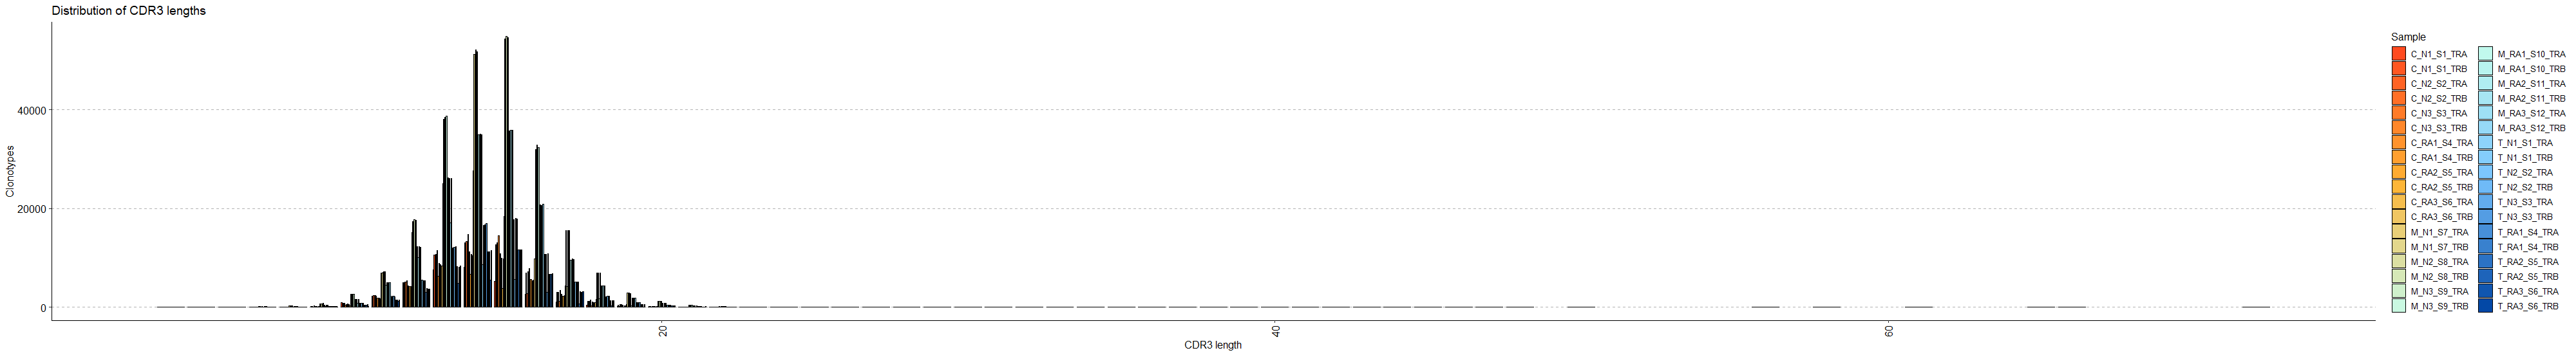 Distribution of CDR3 lengths
Clonotypes
40000
20000
0
20
40
60
CDR3 length
Sample
C_N1_S1_TRA
C_N1_S1_TRB
C_N2_S2_TRA
C_N2_S2_TRB
C_N3_S3_TRA
C_N3_S3_TRB
C_RA1_S4_TRA
C_RA1_S4_TRB
C_RA2_S5_TRA
C_RA2_S5_TRB
C_RA3_S6_TRA
C_RA3_S6_TRB
M_N1_S7_TRA
M_N1_S7_TRB
M_N2_S8_TRA
M_N2_S8_TRB
M_N3_S9_TRA
M_N3_S9_TRB
M_RA1_S10_TRA
M_RA1_S10_TRB
M_RA2_S11_TRA
M_RA2_S11_TRB
M_RA3_S12_TRA
M_RA3_S12_TRB
T_N1_S1_TRA
T_N1_S1_TRB
T_N2_S2_TRA
T_N2_S2_TRB
T_N3_S3_TRA
T_N3_S3_TRB
T_RA1_S4_TRA
T_RA1_S4_TRB
T_RA2_S5_TRA
T_RA2_S5_TRB
T_RA3_S6_TRA
T_RA3_S6_TRB